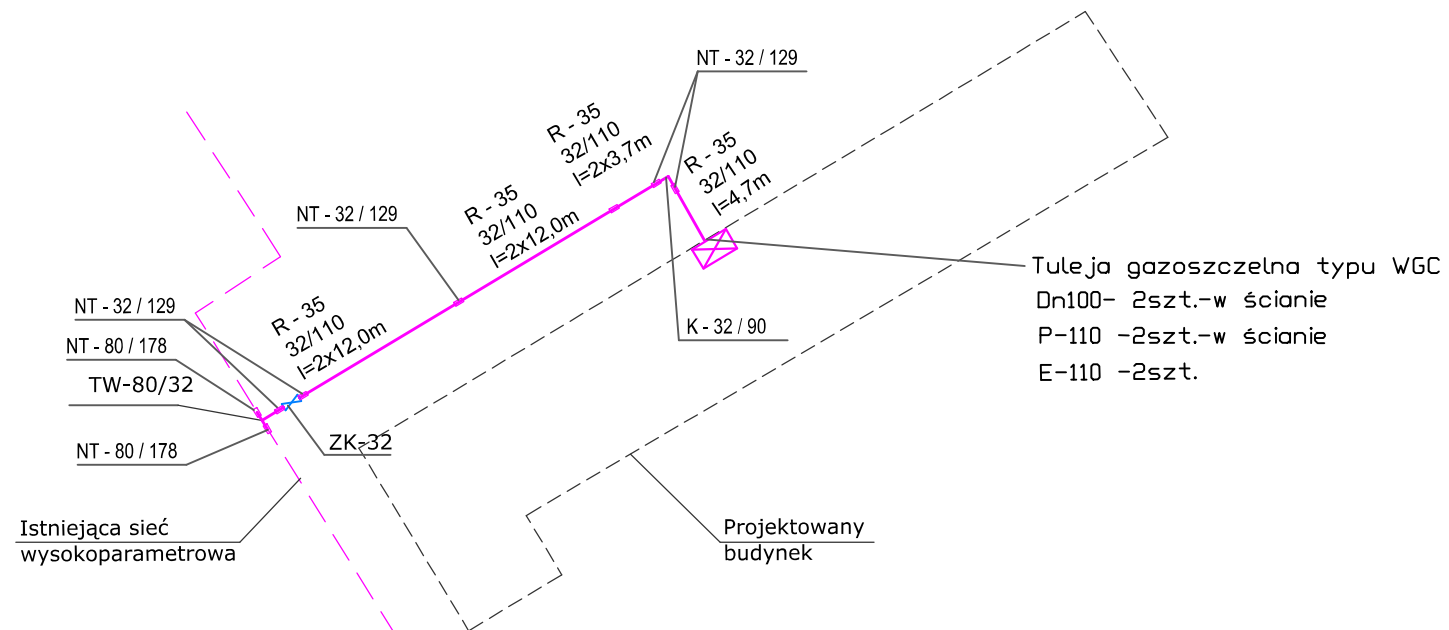 NT - 32 / 129
R - 35
32/110
l=2x3,7m
R - 35
32/110
l=4,7m
R - 35
32/110
l=2x12,0m
NT - 32 / 129
Tuleja gazoszczelna typu WGC
Dn100- 2szt.-w ścianie
P-110 -2szt.-w ścianie
E-110 -2szt.
NT - 32 / 129
R - 35
32/110
l=2x12,0m
K - 32 / 90
NT - 80 / 178
TW-80/32
ZK-32
NT - 80 / 178
Istniejąca sieć
wysokoparametrowa
Projektowany
budynek